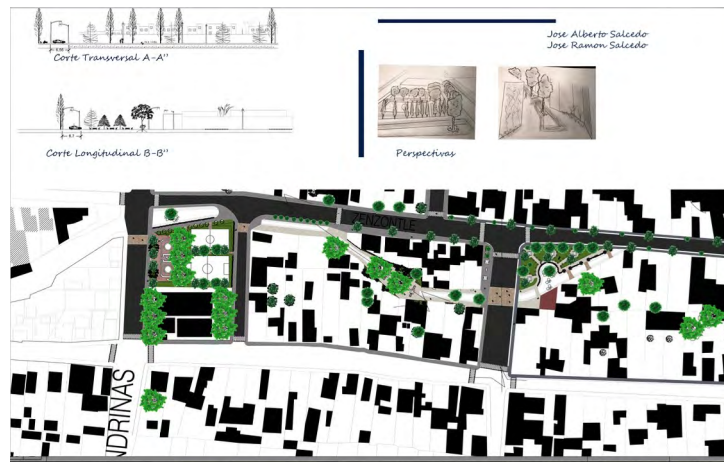 Jose Alberto Salcedo
Jose Ramon Salcedo
Corte Transversal A-A"
Corte Longitudinal B-B"
Perspectivas
ZENZONTLE
NDRINAS